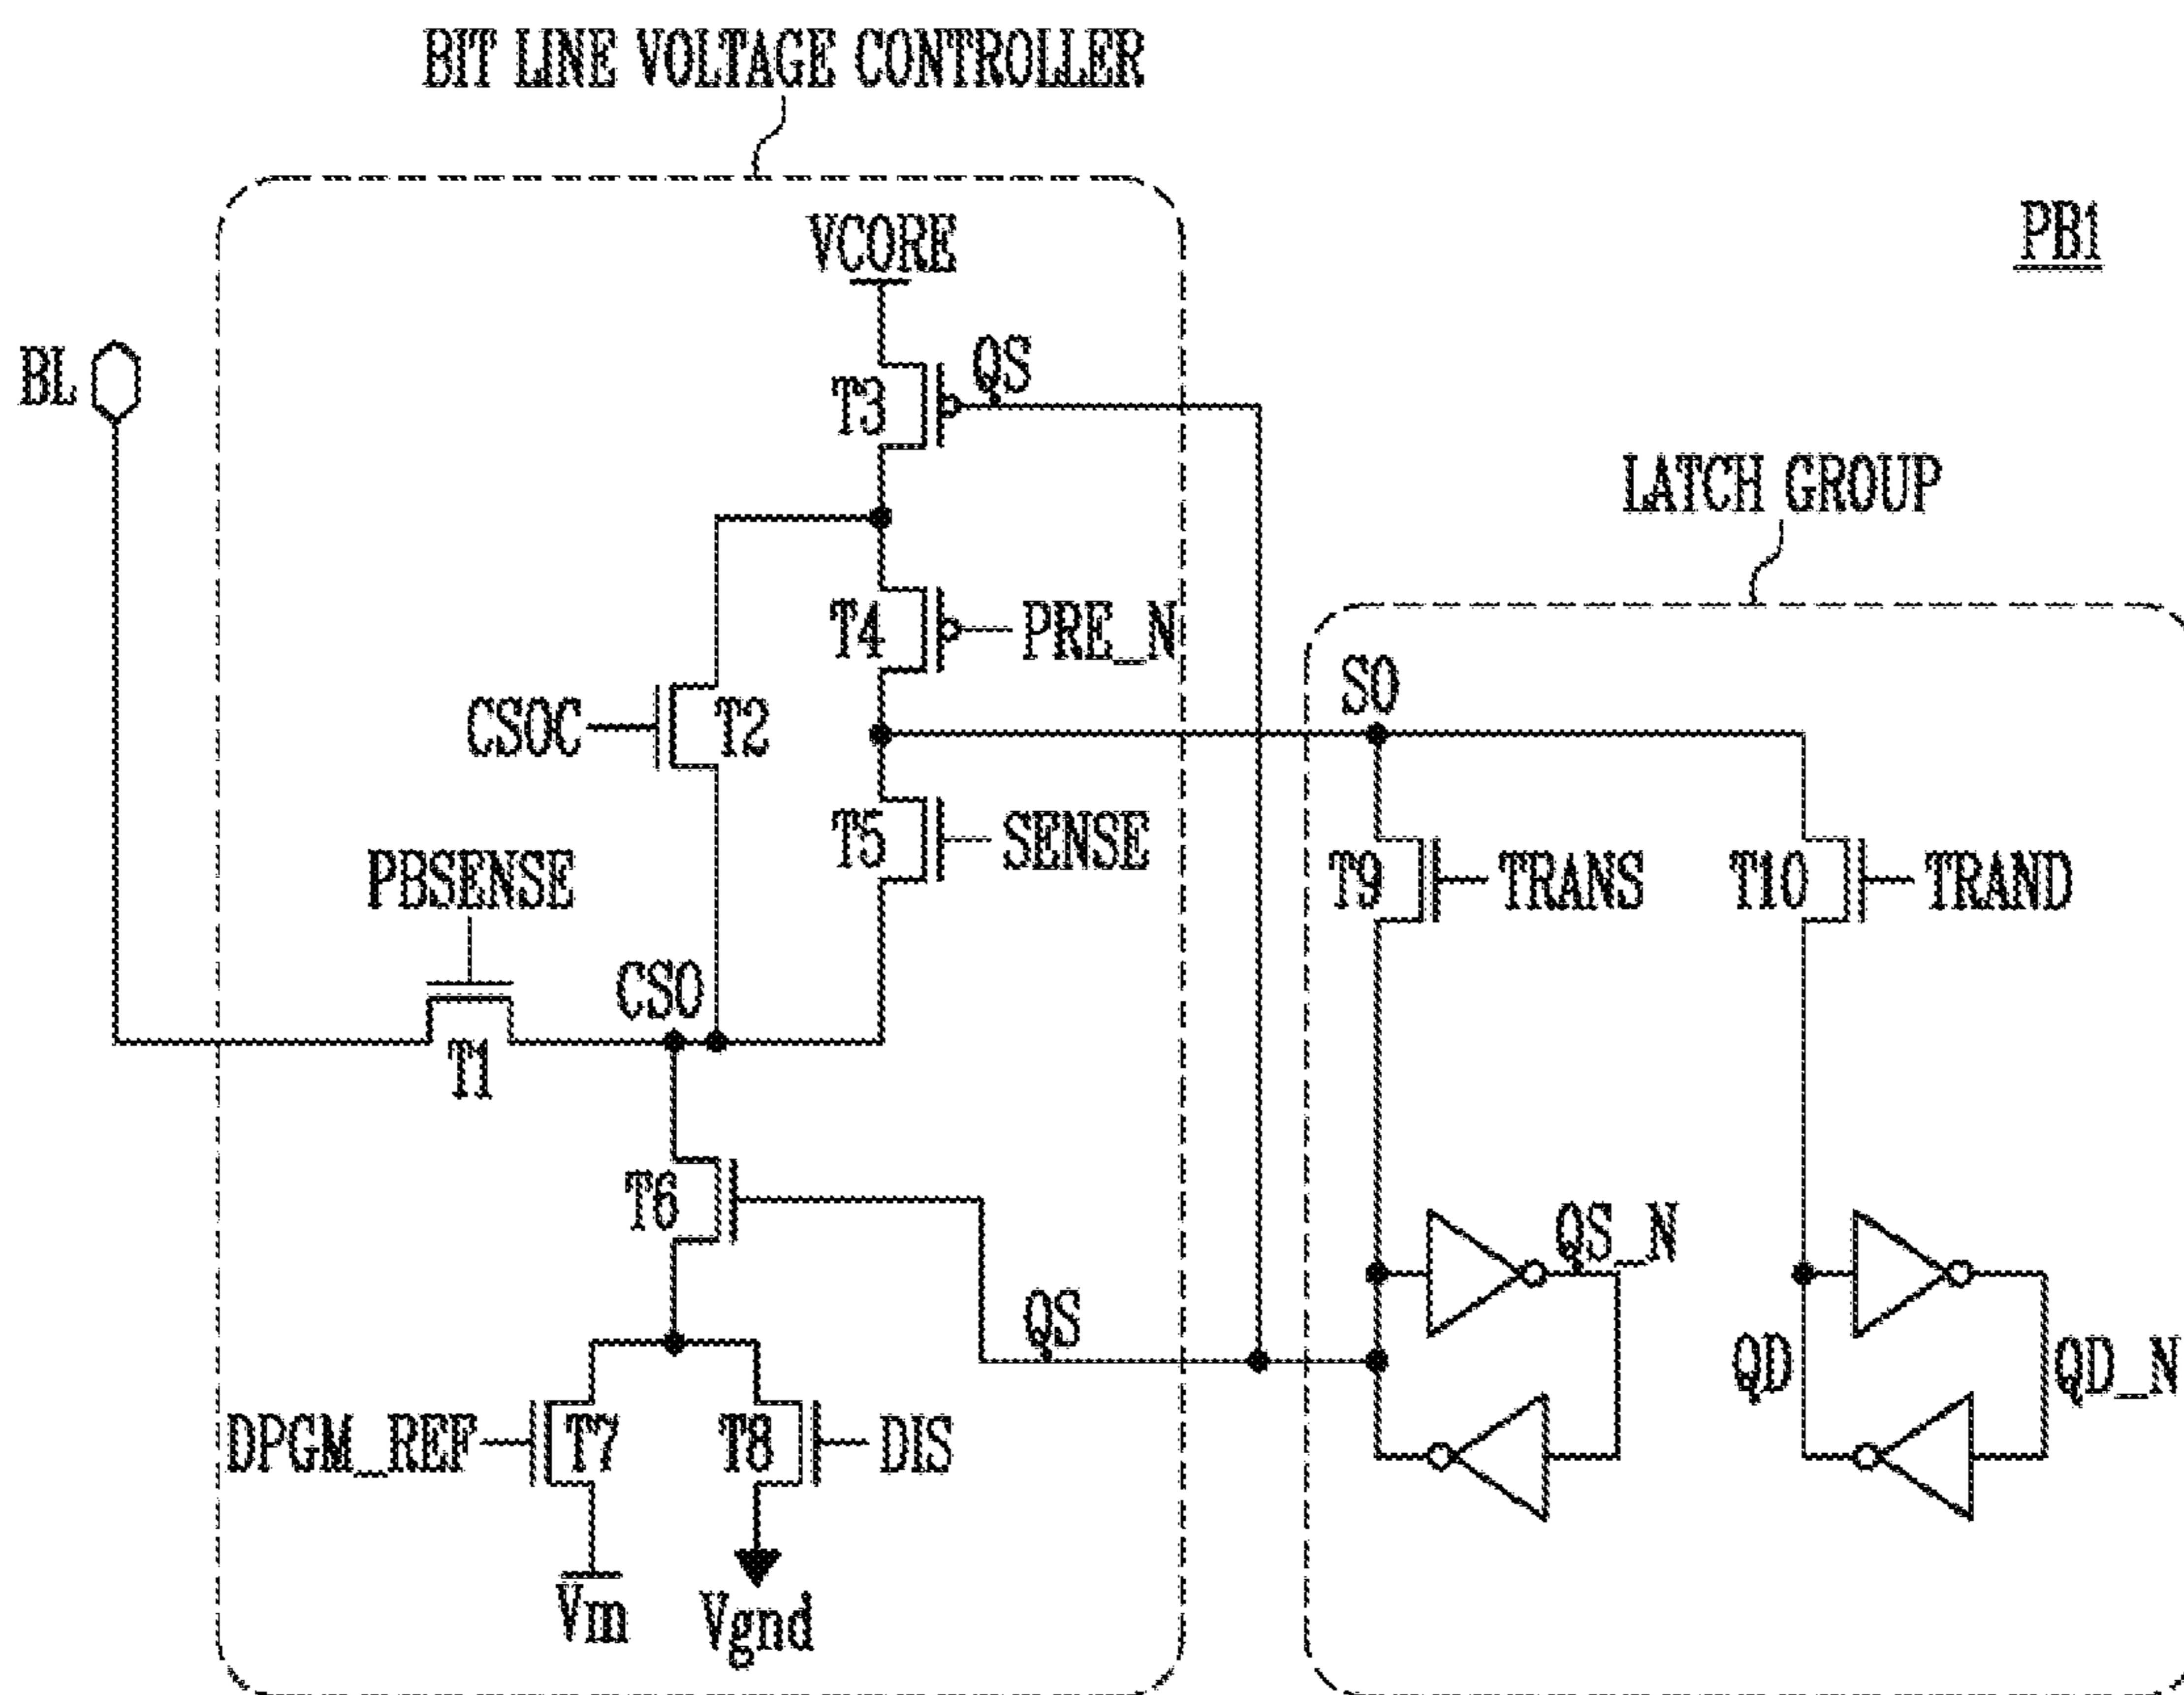 BIT LINE VOLTAGE CONTROLLER
PB1
VCORE
BL
T3
QS
LATCH GROUP
T4
PRE_N
SO
CSOC
T2
T5
SENSE
PBSENSE
T9
TRANS
T10
TRAND
CSO
T1
T6
QS_N
QS
QD
QD_N
DPGM_REF
T7
T8
DIS
Vm
Vgnd